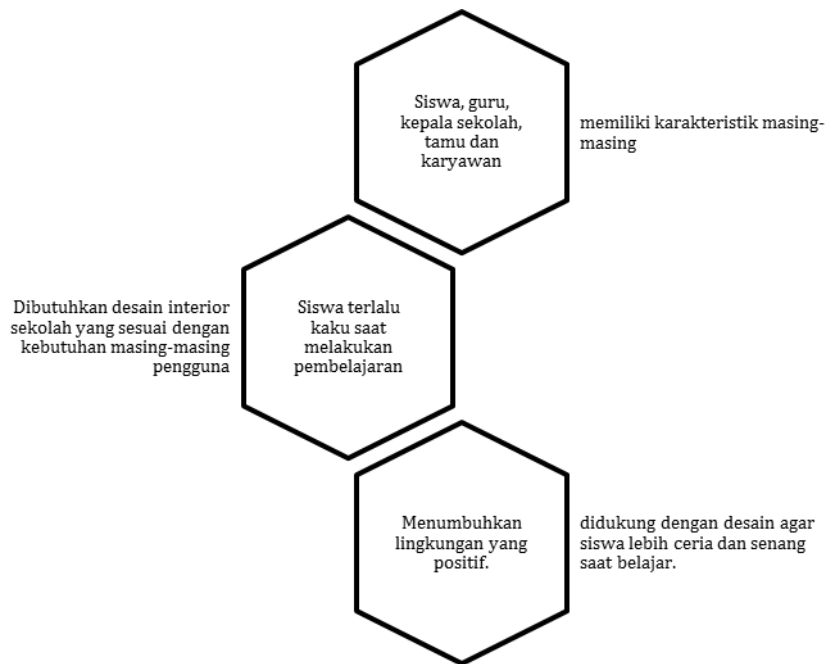 Siswa, guru,
kepala sekolah,
tamu dan
karyawan
memiliki karakteristik masing-
masing
Dibutuhkan desain interior
sekolah yang sesuai dengan
kebutuhan masing-masing
pengguna
Siswa terlalu
kaku saat
melakukan
pembelajaran
Menumbuhkan
lingkungan yang
positif.
didukung dengan desain agar
siswa lebih ceria dan senang
saat belajar.